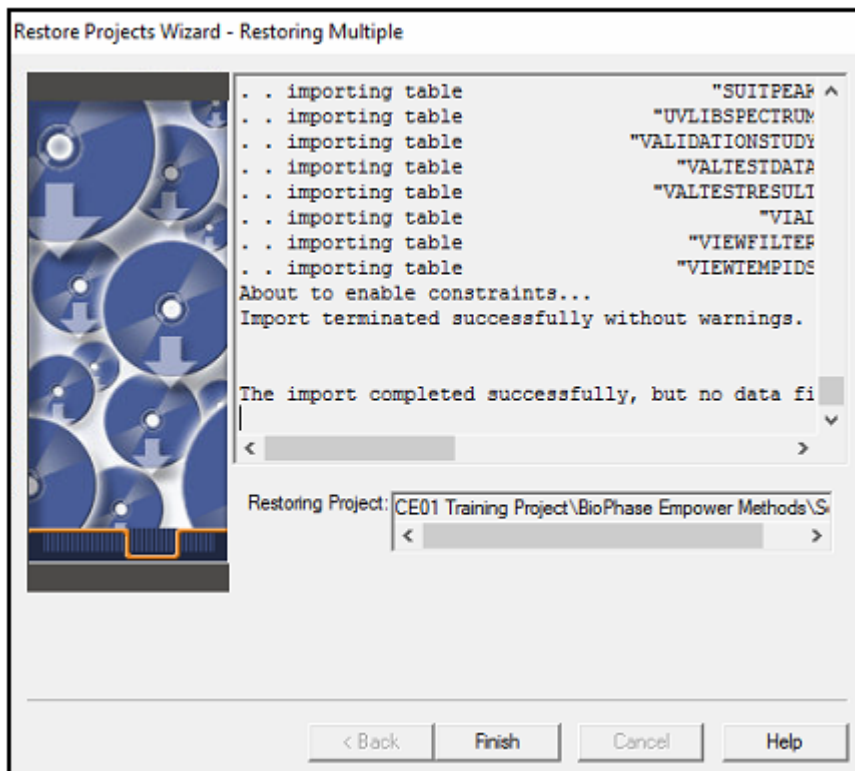 Restore Projects Wizard - Restoring Multiple
. . importing table "SUITPEAK
. . importing table "UVLIBSPECTRUM
. . importing table "VALIDATIONSTUDY
. . importing table "VALTESTDATA
. . importing table "VALTESTRESULT
. . importing table "VIAL
. . importing table "VIEWFILTER
. . importing table "VIEWTEMPIDS
About to enable constraints...
Import terminated successfully without warnings.
The import completed successfully, but no data fi
Restoring Project: CE01 Training Project\BioPhase Empower Methods\S
< Back Finish Cancel Help